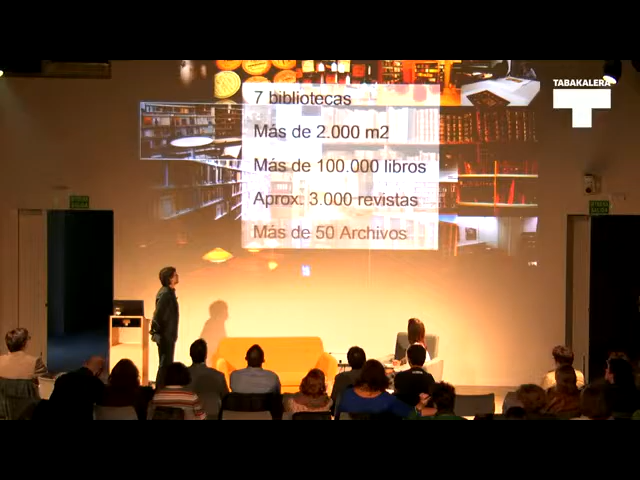 TABAKALERA
7 bibliotecas
Más de 2.000 m2
Más de 100.000 libros
Aprox. 3.000 revistas
Más de 50 Archivos